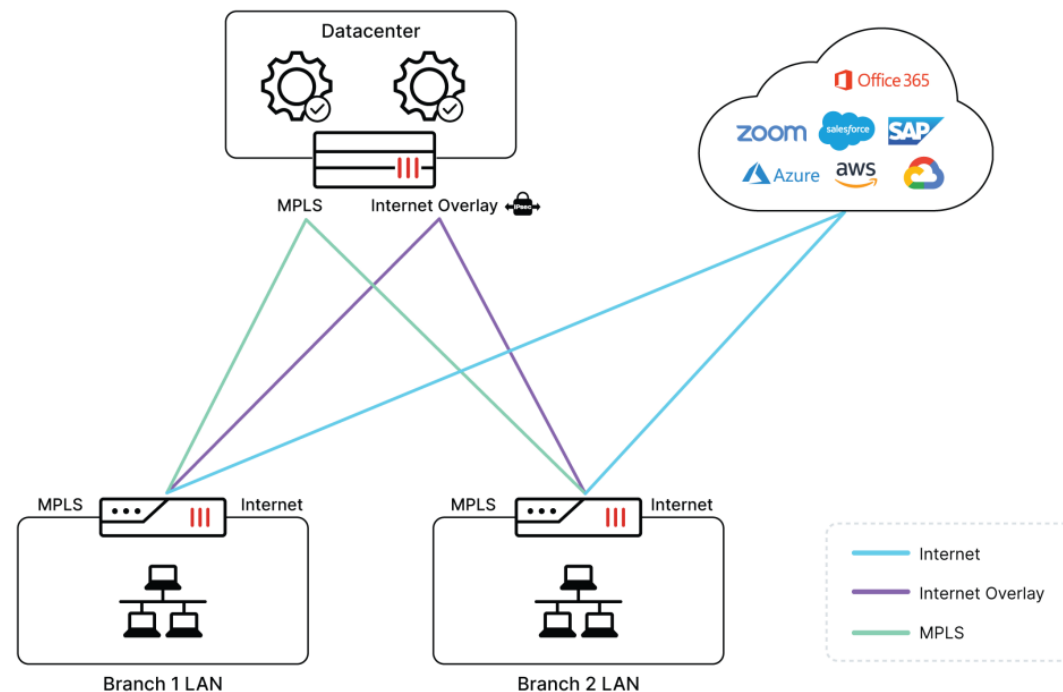 Datacenter
Office 365
zoom
salesforce
SAP
Azure
aws
MPLS
Internet Overlay
IPsec
MPLS
Internet
MPLS
Internet
Branch 1 LAN
Branch 2 LAN
Internet
Internet Overlay
MPLS